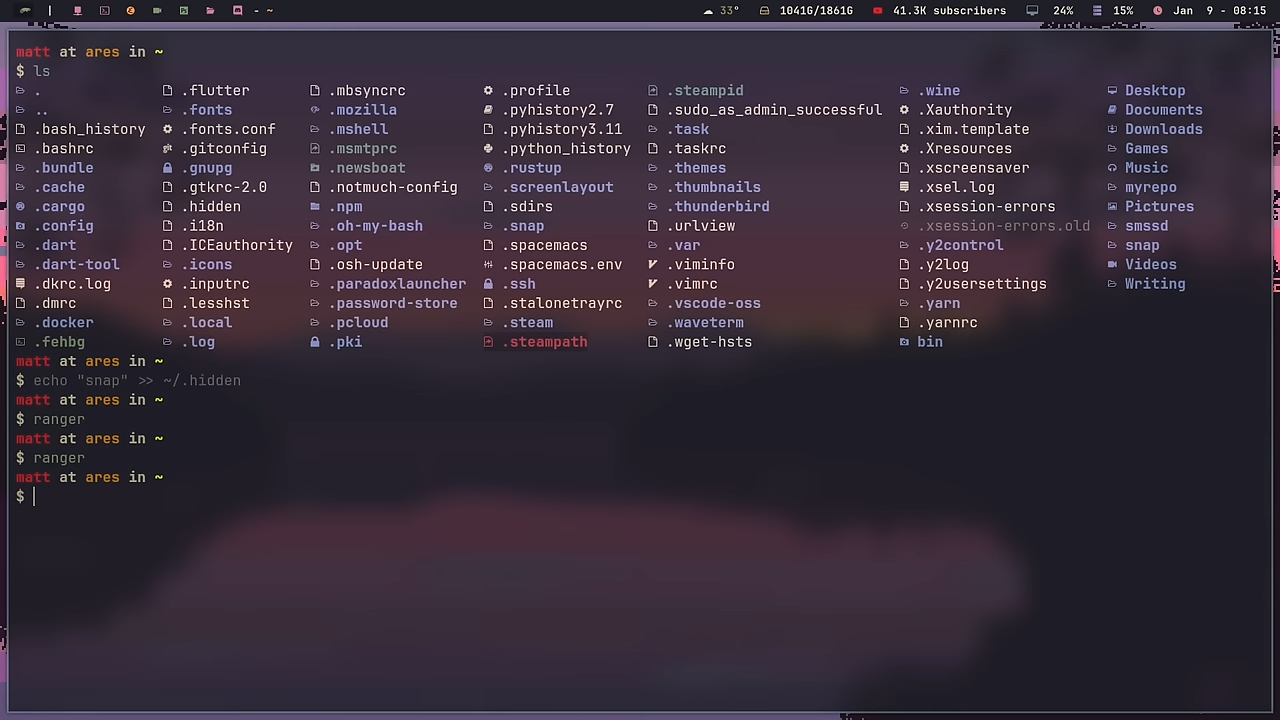 | - ~ 33° 1041G/1861G 41.3K subscribers 24% 15% Jan 9 - 08:15
matt at ares in ~
$ ls
. .flutter .mbsyncrc .profile .steampid .wine Desktop
.. .fonts .mozilla .pyhistory2.7 .sudo_as_admin_successful .Xauthority Documents
.bash_history .fonts.conf .mshell .pyhistory3.11 .task .xim.template Downloads
.bashrc .gitconfig .msmtprc .python_history .taskrc .Xresources Games
.bundle .gnupg .newsboat .rustup .themes .xscreensaver Music
.cache .gtkrc-2.0 .notmuch-config .screenlayout .thumbnails .xsel.log myrepo
.cargo .hidden .npm .sdirs .thunderbird .xsession-errors Pictures
.config .i18n .oh-my-bash .snap .urlview .xsession-errors.old smssd
.dart .ICEauthority .opt .spacemacs .var .y2control snap
.dart-tool .icons .osh-update .spacemacs.env .viminfo .y2log Videos
.dkrc.log .inputrc .paradoxlauncher .ssh .vimrc .y2usersettings Writing
.dmrc .lesshst .password-store .stalonetrayrc .vscode-oss .yarn
.docker .local .pcloud .steam .waveterm .yarnrc
.fehbg .log .pki .steampath .wget-hsts bin
matt at ares in ~
$ echo "snap" >> ~/.hidden
matt at ares in ~
$ ranger
matt at ares in ~
$ ranger
matt at ares in ~
$